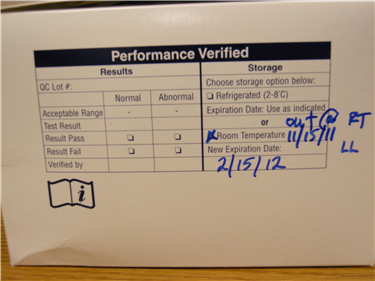 Performance Verified
Results
Storage
QC Lot #:
Choose storage option below:
Normal Abnormal
❏ Refrigerated (2-8˚C)
Acceptable Range - -
Expiration Date: Use as indicated
Test Result
or
out @ RT
Result Pass ❏ ❏
Room Temperature 11/15/11
Result Fail ❏ ❏
New Expiration Date:
LL
Verified by
2/15/12
i